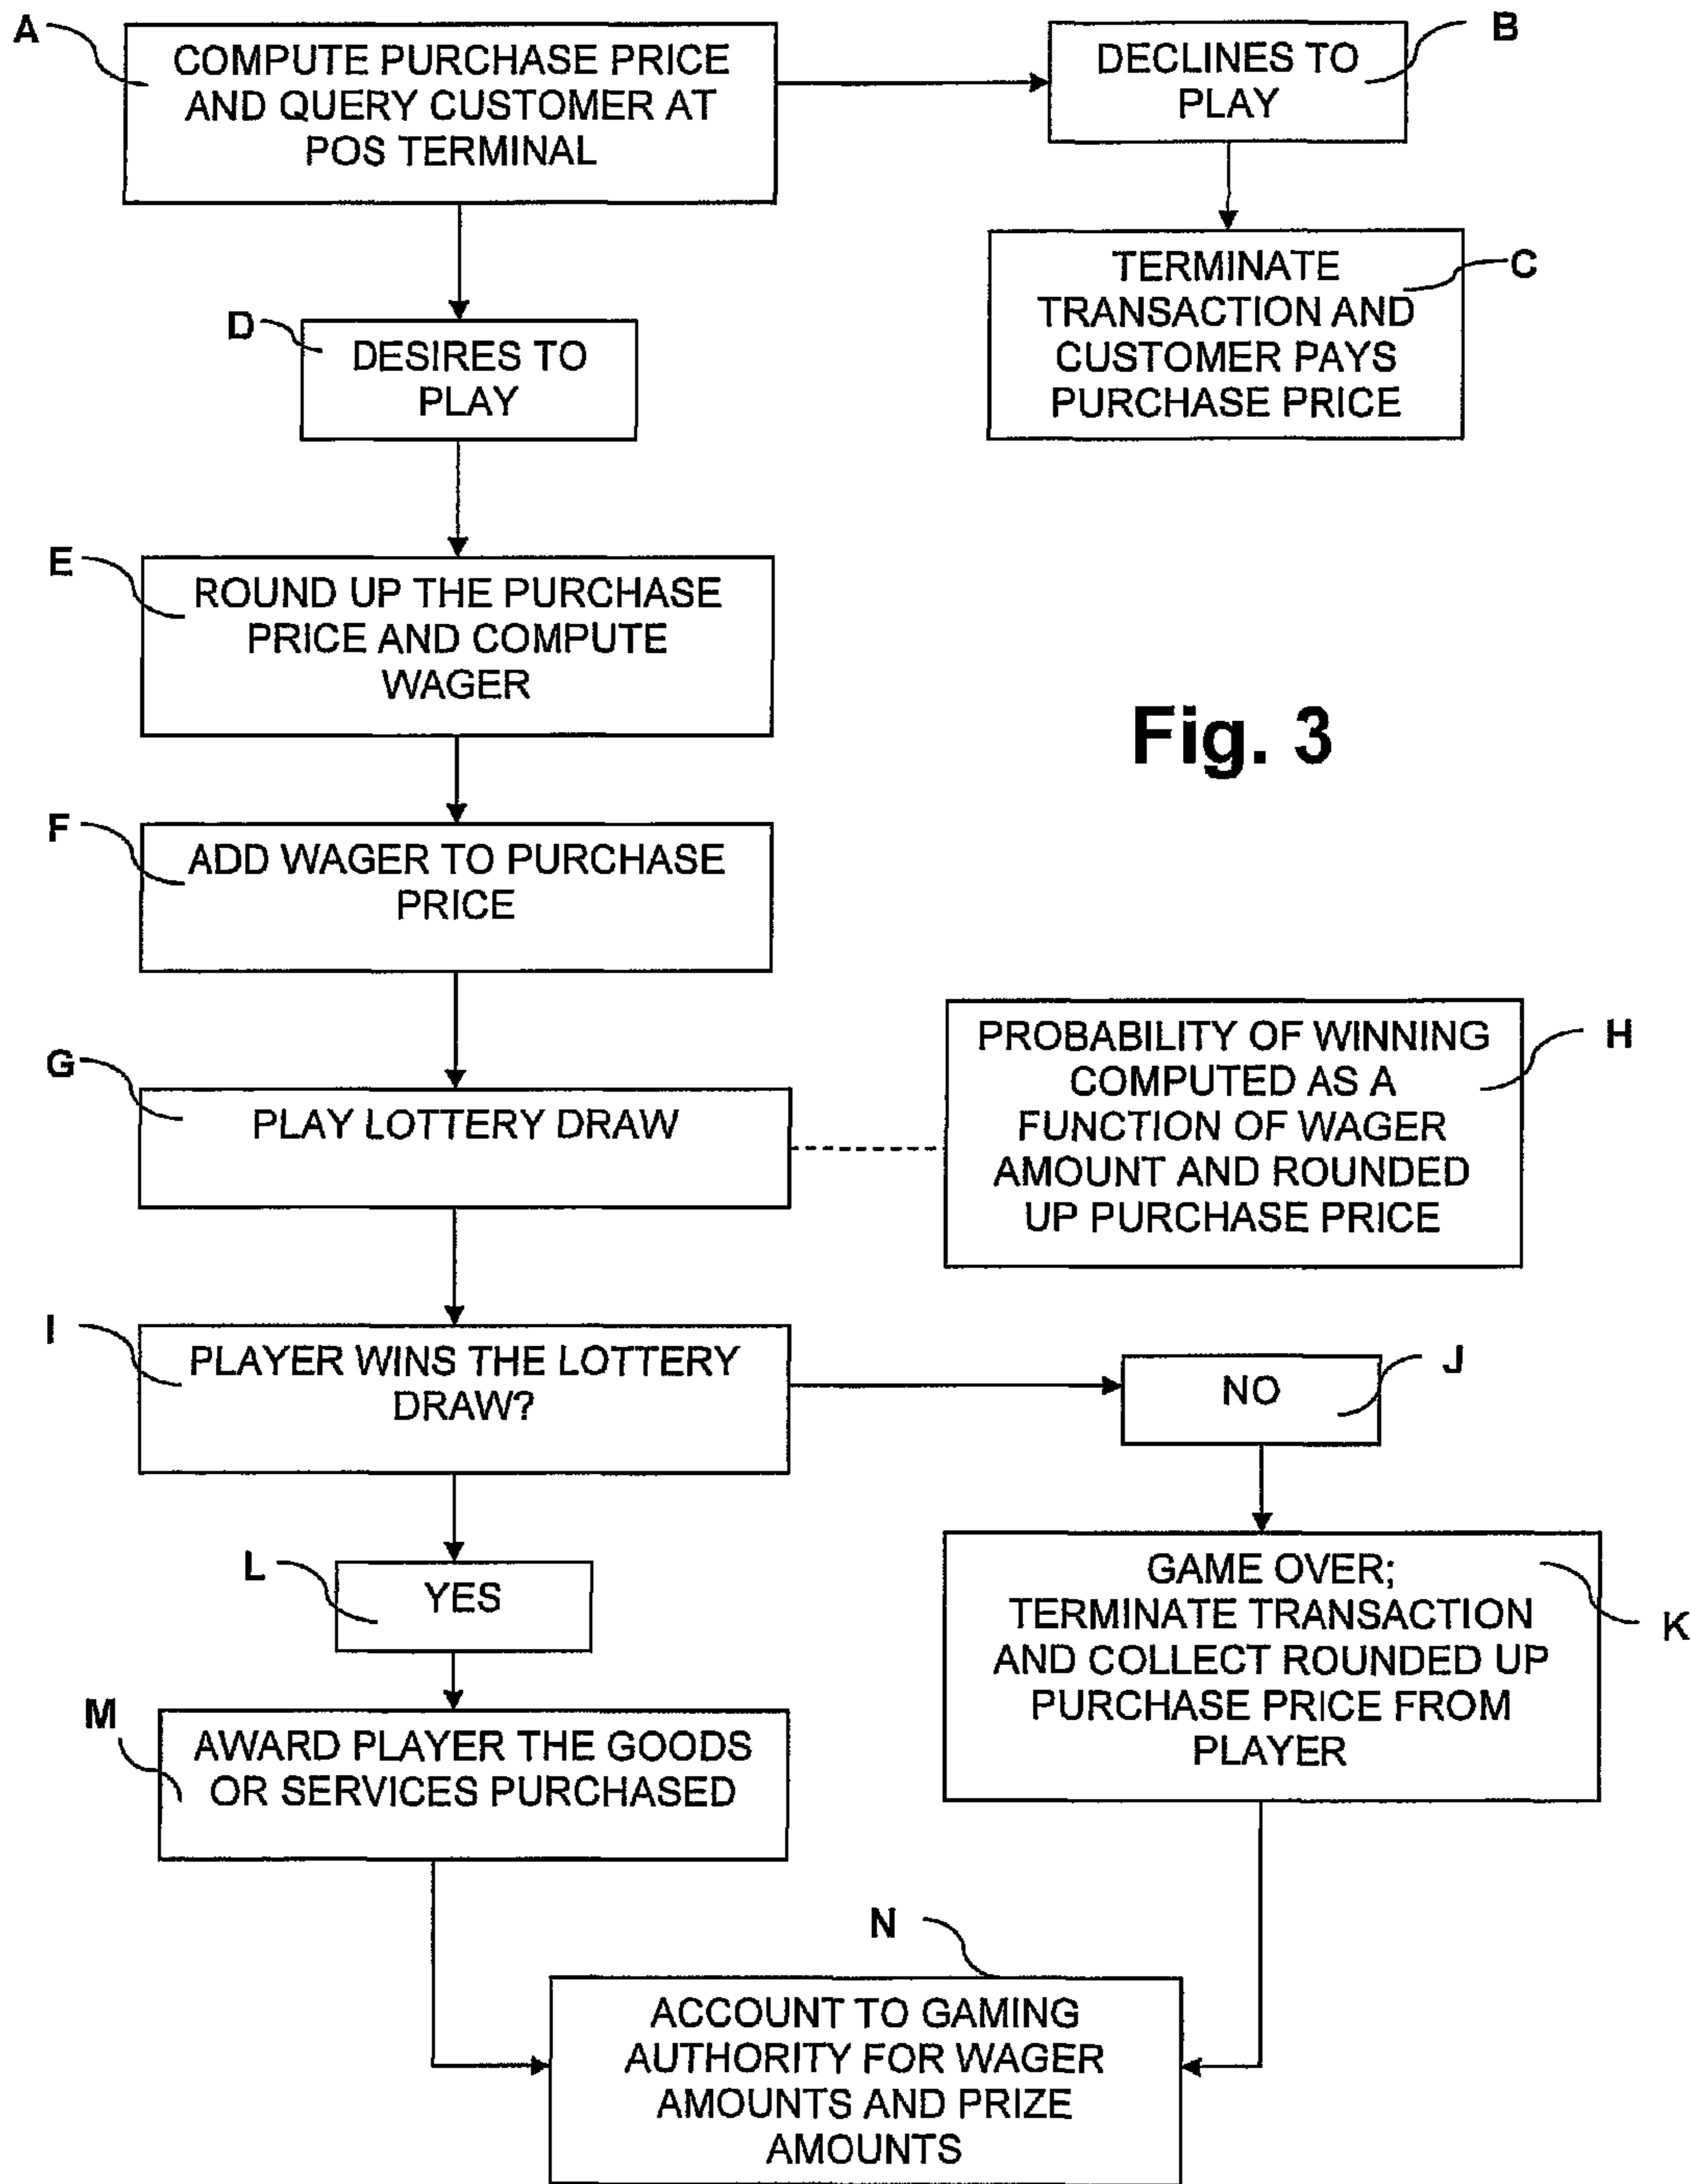 A
COMPUTE PURCHASE PRICE
AND QUERY CUSTOMER AT
POS TERMINAL
B
DECLINES TO
PLAY
C
TERMINATE
TRANSACTION AND
CUSTOMER PAYS
PURCHASE PRICE
D
DESIRES TO
PLAY
E
ROUND UP THE PURCHASE
PRICE AND COMPUTE
WAGER
Fig. 3
F
ADD WAGER TO PURCHASE
PRICE
G
PLAY LOTTERY DRAW
H
PROBABILITY OF WINNING
COMPUTED AS A
FUNCTION OF WAGER
AMOUNT AND ROUNDED
UP PURCHASE PRICE
I
PLAYER WINS THE LOTTERY
DRAW?
J
NO
K
GAME OVER;
TERMINATE TRANSACTION
AND COLLECT ROUNDED UP
PURCHASE PRICE FROM
PLAYER
L
YES
M
AWARD PLAYER THE GOODS
OR SERVICES PURCHASED
N
ACCOUNT TO GAMING
AUTHORITY FOR WAGER
AMOUNTS AND PRIZE
AMOUNTS